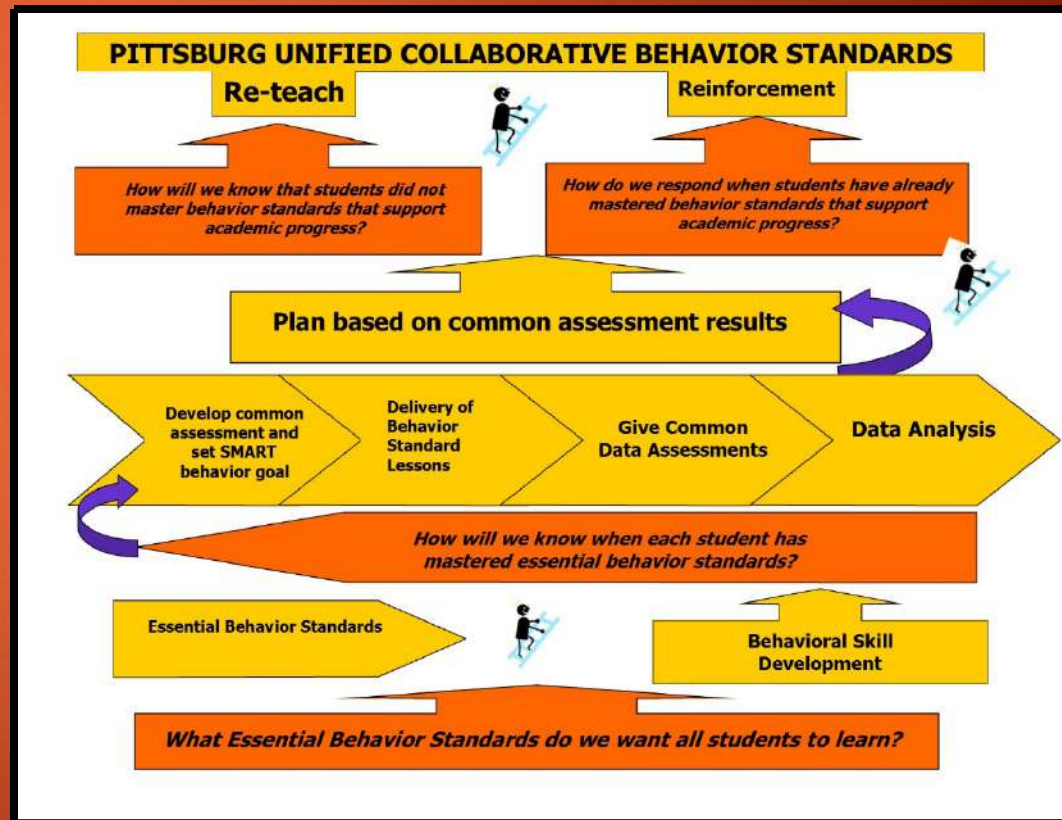 PITTSBURG UNIFIED COLLABORATIVE BEHAVIOR STANDARDS
Re-teach
Reinforcement
How will we know that students did not
master behavior standards that support
academic progress?
How do we respond when students have already
mastered behavior standards that support
academic progress?
Plan based on common assessment results
Develop common
assessment and
set SMART
behavior goal
Delivery of
Behavior
Standard
Lessons
Give Common
Data Assessments
Data Analysis
How will we know when each student has
mastered essential behavior standards?
Essential Behavior Standards
Behavioral Skill
Development
What Essential Behavior Standards do we want all students to learn?